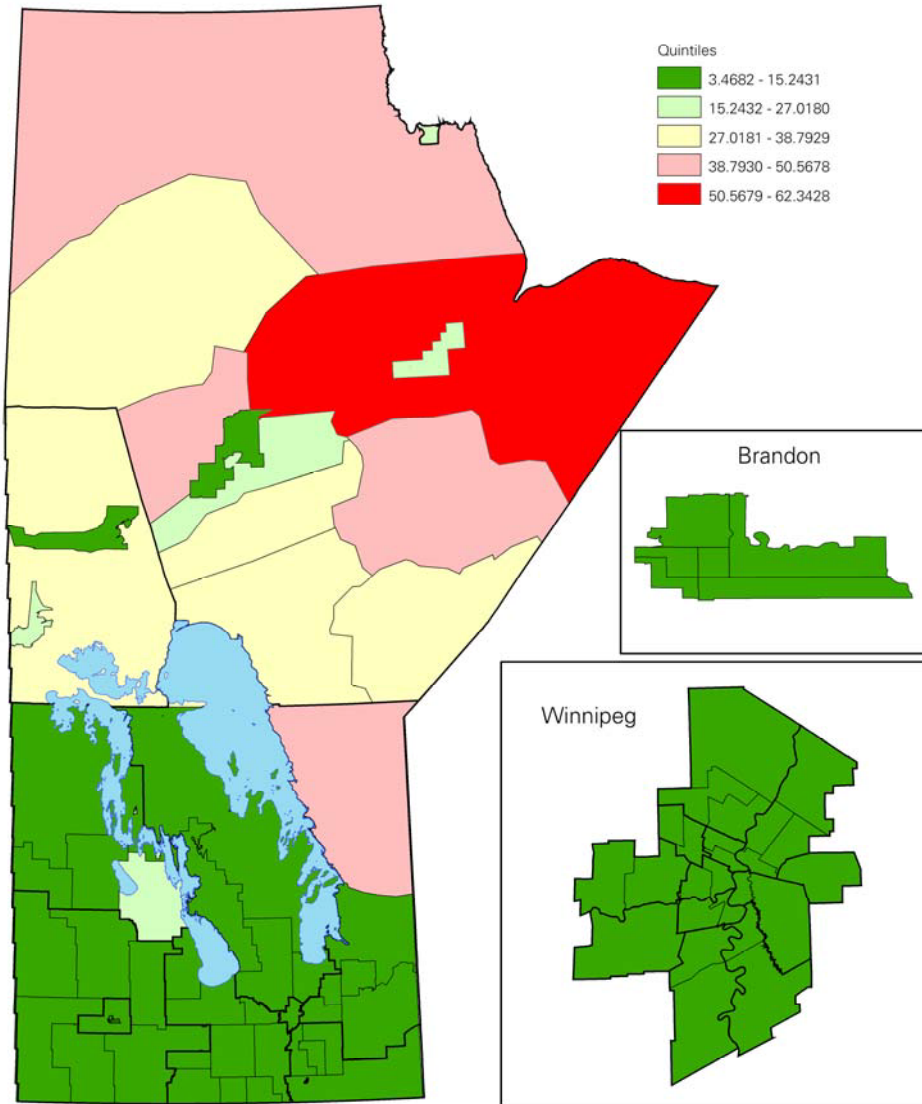 Quintiles
3.4682 - 15.2431
15.2432 - 27.0180
27.0181 - 38.7929
38.7930 - 50.5678
50.5679 - 62.3428
Brandon
Winnipeg